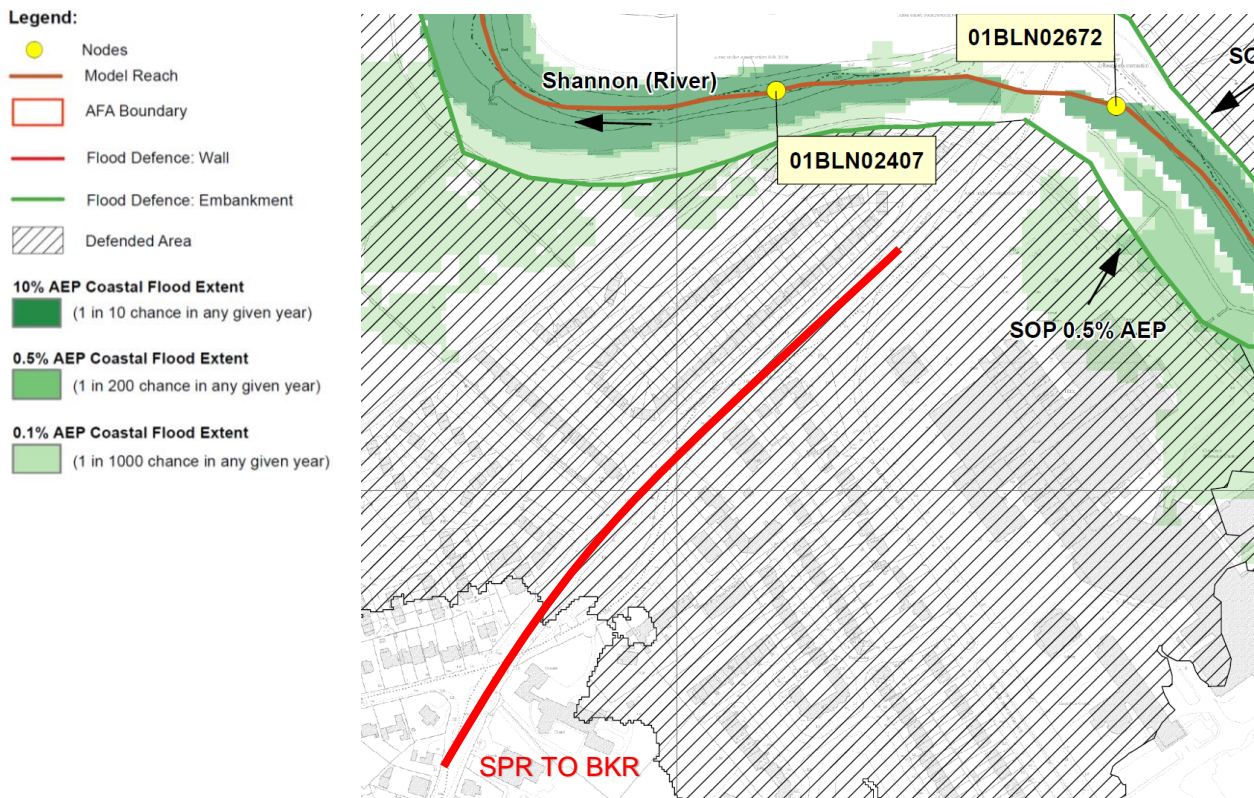 Legend:
Nodes
Model Reach
AFA Boundary
Flood Defence: Wall
Flood Defence: Embankment
Defended Area
10% AEP Coastal Flood Extent
(1 in 10 chance in any given year)
0.5% AEP Coastal Flood Extent
(1 in 200 chance in any given year)
0.1% AEP Coastal Flood Extent
(1 in 1000 chance in any given year)
01BLN02672
Shannon (River)
01BLN02407
SOP 0.5% AEP
SPR TO BKR